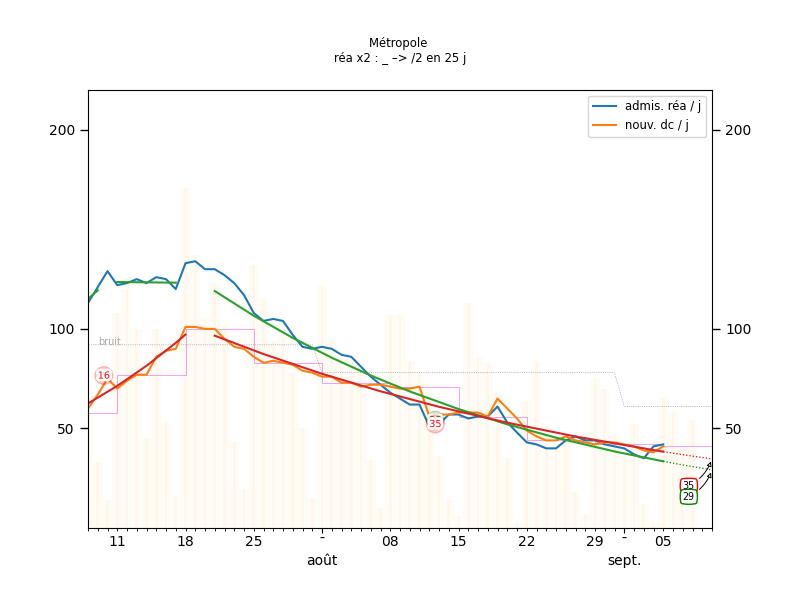 Métropole
réa x2 : _ –> /2 en 25 j
admis. réa / j
nouv. dc / j
200
200
100
100
bruit
16
35
50
50
35
29
11
18
25
-
08
15
22
29
-
05
août
sept.